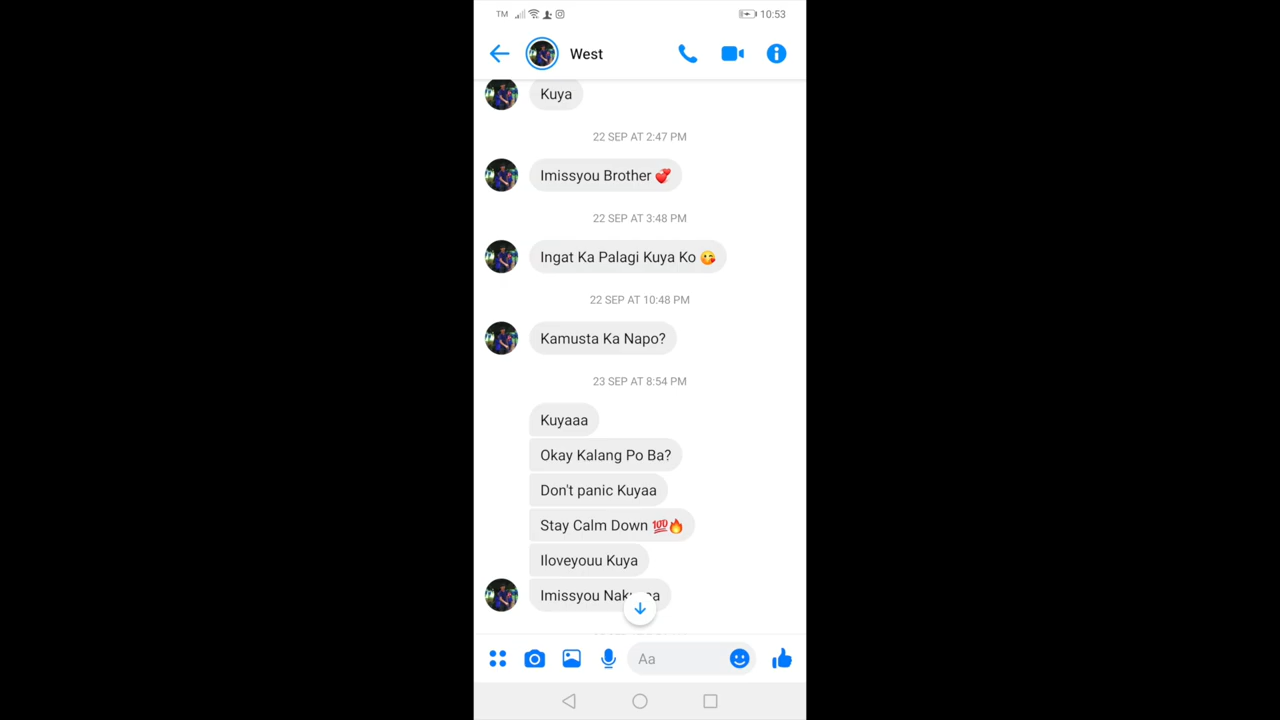 TM 10:53
West
Kuya
22 SEP AT 2:47 PM
Imissyou Brother 💞
22 SEP AT 3:48 PM
Ingat Ka Palagi Kuya Ko 😘
22 SEP AT 10:48 PM
Kamusta Ka Napo?
23 SEP AT 8:54 PM
Kuyaaa
Okay Kalang Po Ba?
Don't panic Kuyaa
Stay Calm Down 💯🔥
Iloveyouu Kuya
Imissyou
Aa